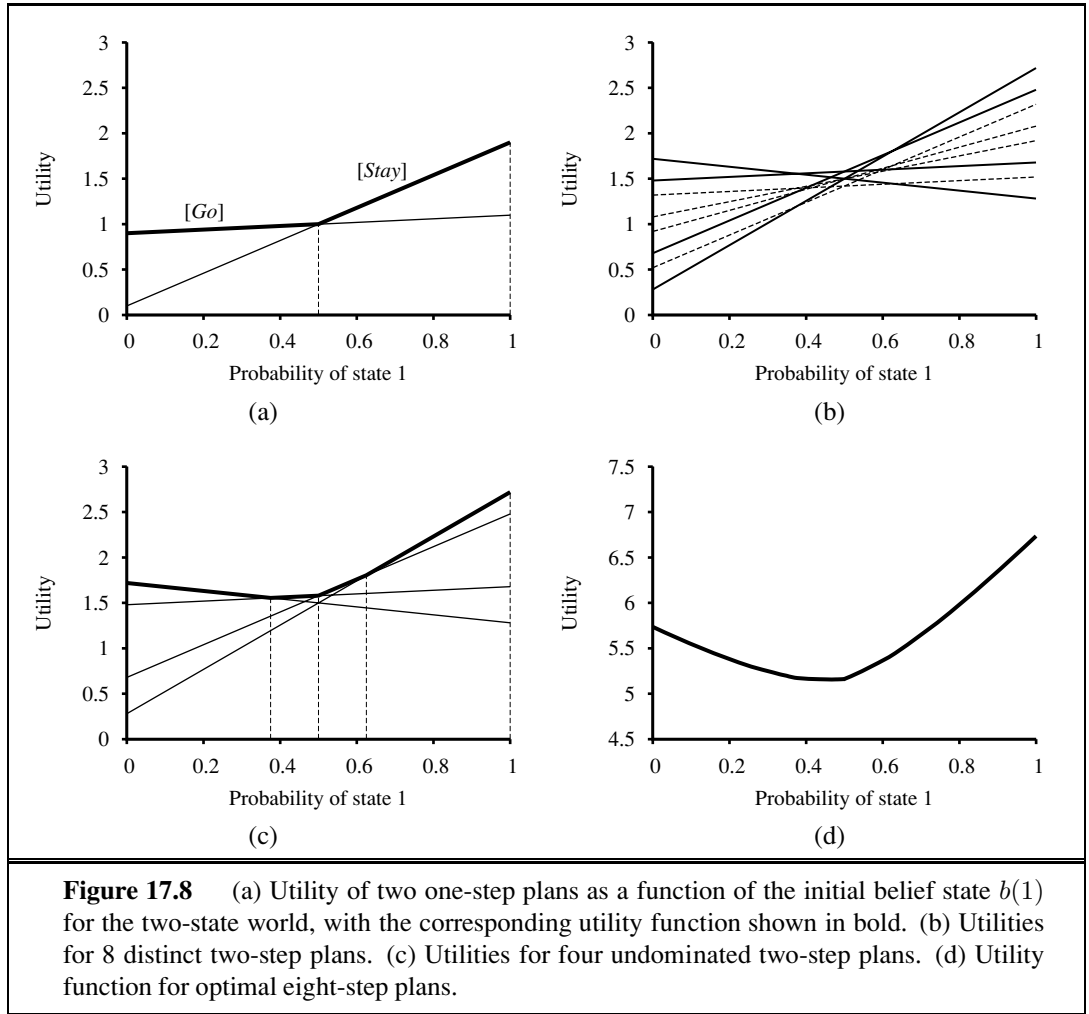 3
2.5
2
1.5
1
0.5
0
Utility
[Go]
[Stay]
0 0.2 0.4 0.6 0.8 1
Probability of state 1
(a)
3
2.5
2
1.5
1
0.5
0
Utility
0 0.2 0.4 0.6 0.8 1
Probability of state 1
(b)
3
2.5
2
1.5
1
0.5
0
Utility
0 0.2 0.4 0.6 0.8 1
Probability of state 1
(c)
7.5
7
6.5
6
5.5
5
4.5
Utility
0 0.2 0.4 0.6 0.8 1
Probability of state 1
(d)
Figure 17.8 (a) Utility of two one-step plans as a function of the initial belief state b(1)
for the two-state world, with the corresponding utility function shown in bold. (b) Utilities
for 8 distinct two-step plans. (c) Utilities for four undominated two-step plans. (d) Utility
function for optimal eight-step plans.